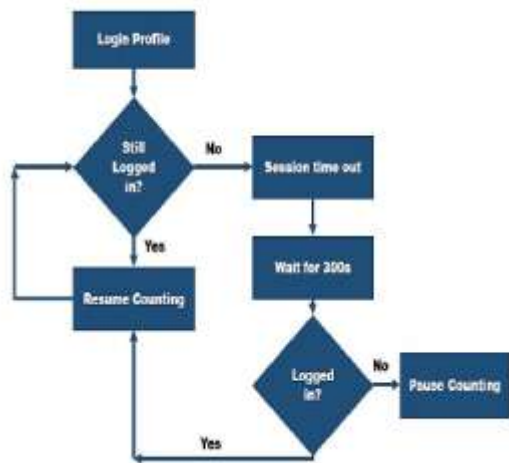 Login Profile
Still
Logged
in?
No
Session time out
Yes
Wait for 300s
Resume Counting
Logged
in?
No
Pause Counting
Yes